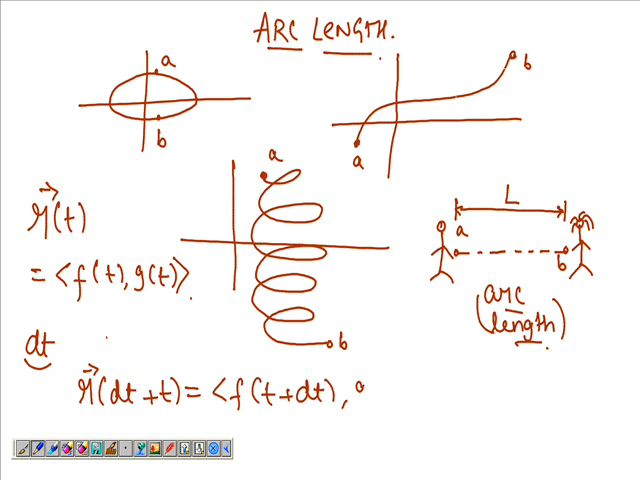 ARC LENGTH.
a
b
b
a
a
b
r(t)
= <f(t), g(t)>.
L
a
b
(arc
length)
dt
r(dt+t) = <f(t+dt),